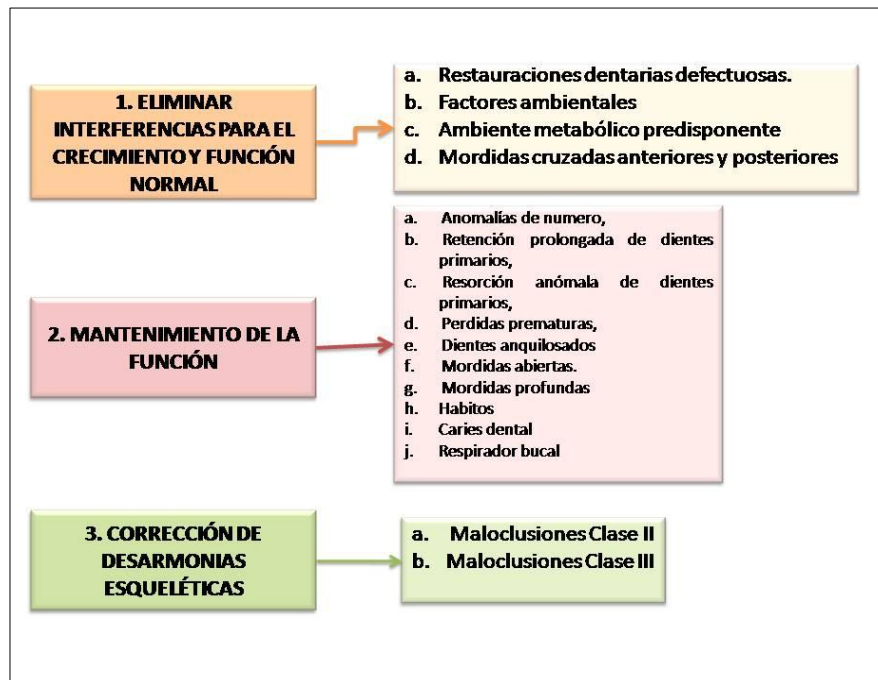 1. ELIMINAR
INTERFERENCIAS PARA EL
CRECIMIENTO Y FUNCIÓN
NORMAL
a. Restauraciones dentarias defectuosas.
b. Factores ambientales
c. Ambiente metabólico predisponente
d. Mordidas cruzadas anteriores y posteriores
2. MANTENIMIENTO DE LA
FUNCIÓN
a. Anomalías de numero,
b. Retención prolongada de dientes
primarios,
c. Resorción anómala de dientes
primarios,
d. Perdidas prematuras,
e. Dientes anquilosados
f. Mordidas abiertas.
g. Mordidas profundas
h. Habitos
i. Caries dental
j. Respirador bucal
3. CORRECCIÓN DE
DESARMONIAS
ESQUELÉTICAS
a. Maloclusiones Clase II
b. Maloclusiones Clase III